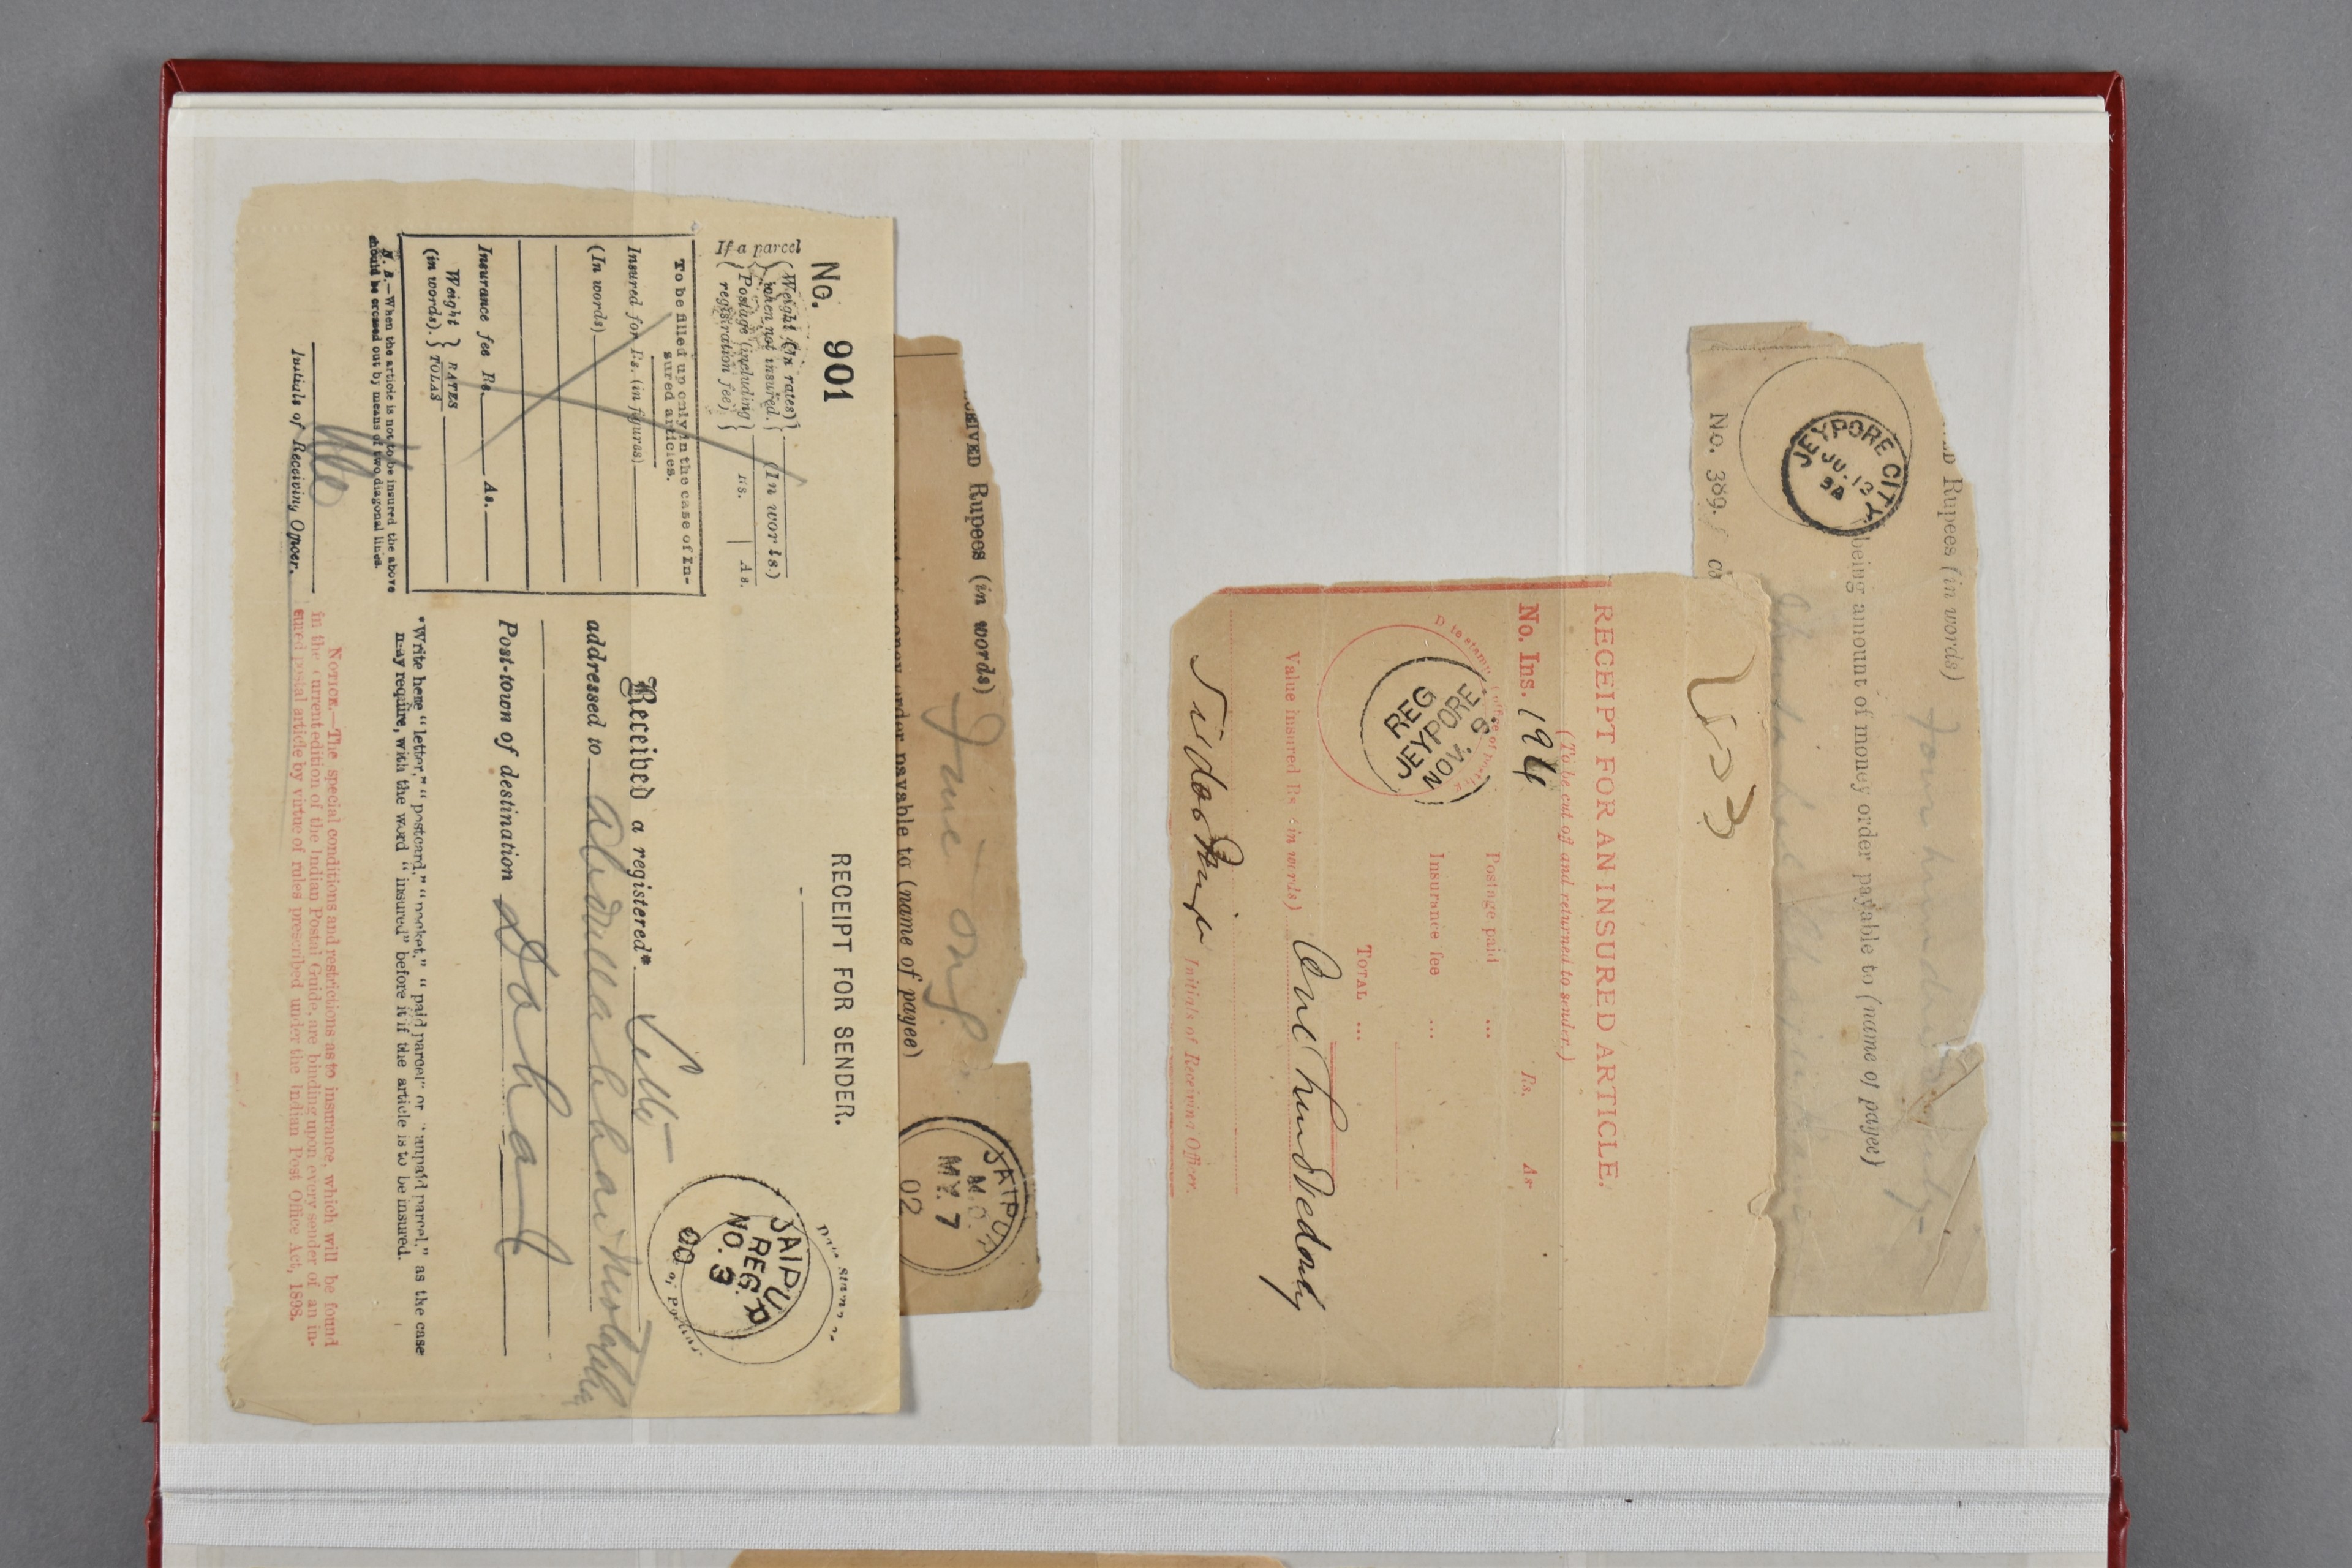 No. 901
RECEIPT FOR SENDER.
If a parcel
Weight (In rates)
when not insured.
(In words.)
Postage (including
registration fee)
Rs. As.
To be filled up only in the case of In-
sured articles.
Insured for Rs. (in figures)
(In words)
Insurance fee Rs. As.
Weight
(in words).
RATES
TOLAS
N. B.—When the article is not to be insured the above
should be crossed out by means of two diagonal lines.
Initials of Receiving Officer.
JAIPUR
REG.
NO. 3
00
Received a registered*
addressed to
Post-town of destination
*Write here "letter," "postcard," "packet," "paid parcel" or "unpaid parcel," as the case
may require, with the word "insured" before it if the article is to be insured.
NOTICE.—The special conditions and restrictions as to insurance, which will be found
in the current edition of the Indian Postal Guide, are binding upon every sender of an in-
sured postal article by virtue of rules prescribed under the Indian Post Office Act, 1898.
Rupees (in words)
money order payable to (name of payee)
JAIPUR
M.O.
MY. 7
02
RECEIPT FOR AN INSURED ARTICLE.
(To be cut off and returned to sender.)
No. Ins. 194
Rs. As.
Postage paid ...
Insurance fee ...
TOTAL ...
REG
JEYPORE
NOV. 9.
Value insured Rs. (in words) One hundred only
Initials of Receiving Officer.
Rupees (in words)
being amount of money order payable to (name of payee)
JEYPORE CITY
JU. 12
9A
No. 389.